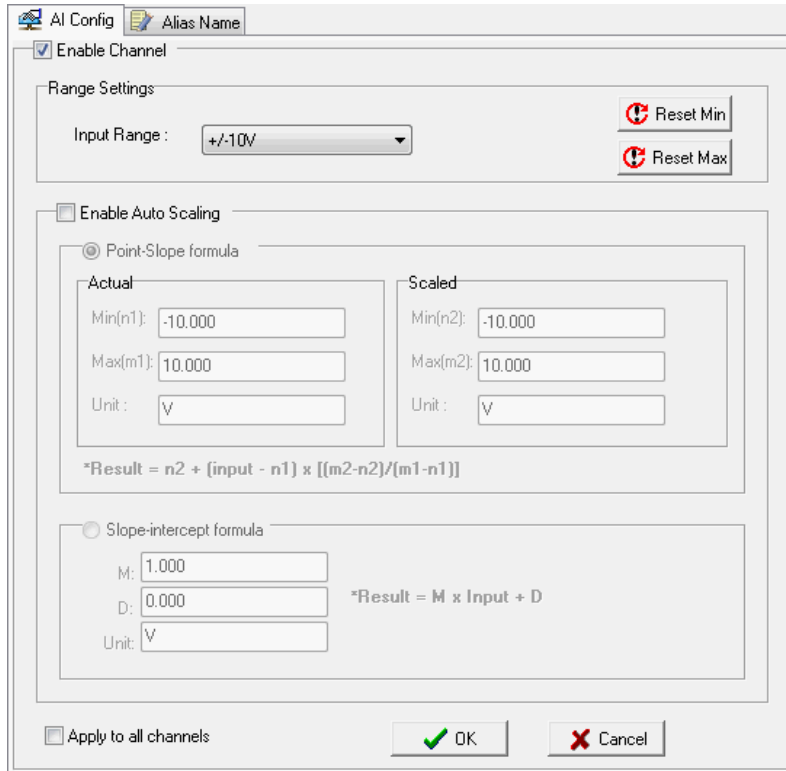 AI Config Alias Name
Enable Channel
Range Settings
Input Range : +/-10V
Reset Min
Reset Max
Enable Auto Scaling
Point-Slope formula
Actual Scaled
Min(n1): -10.000 Min(n2): -10.000
Max(m1): 10.000 Max(m2): 10.000
Unit : V Unit : V
*Result = n2 + (input - n1) x [(m2-n2)/(m1-n1)]
Slope-intercept formula
M: 1.000
D: 0.000 *Result = M x Input + D
Unit: V
Apply to all channels OK Cancel